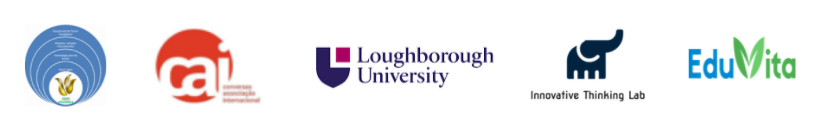 cai
conversas
associação
internacional
Loughborough
University
Innovative Thinking Lab
EduVita